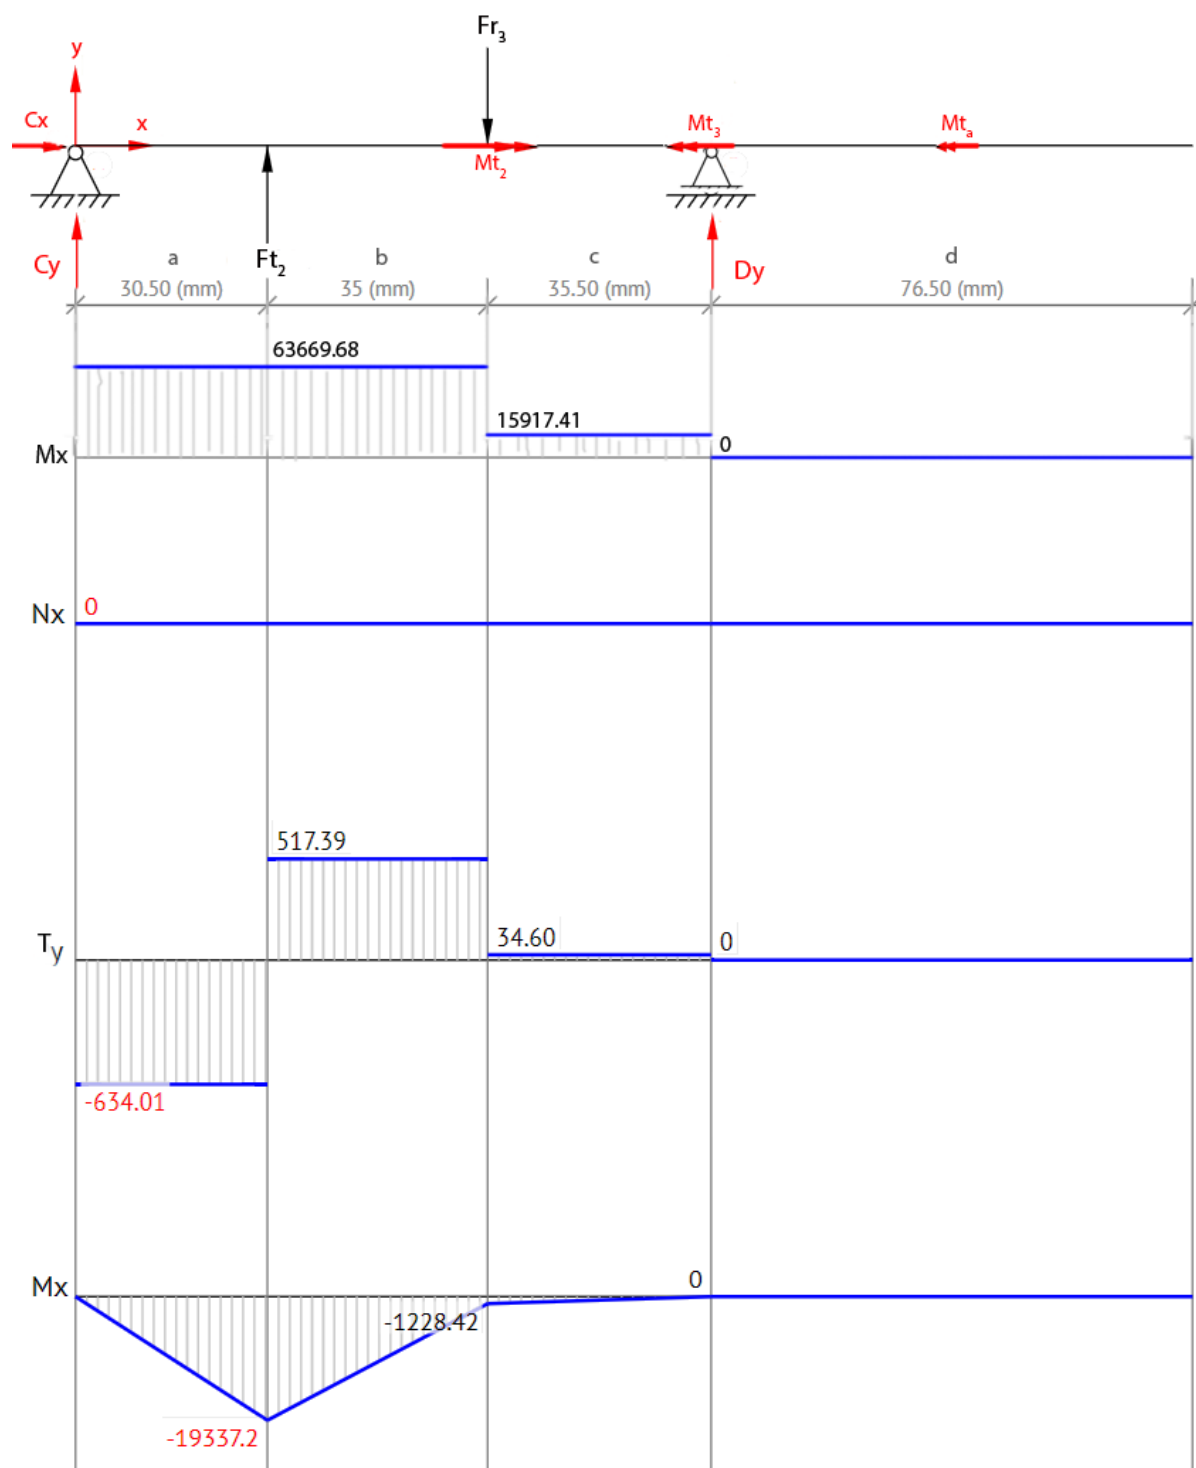 Fr3
y
Cx
x
Mt2
Mt3
Mta
Cy
Ft2
Dy
a
b
c
d
30.50 (mm)
35 (mm)
35.50 (mm)
76.50 (mm)
63669.68
15917.41
0
Mx
Nx
0
517.39
34.60
0
Ty
-634.01
Mx
0
-1228.42
-19337.2